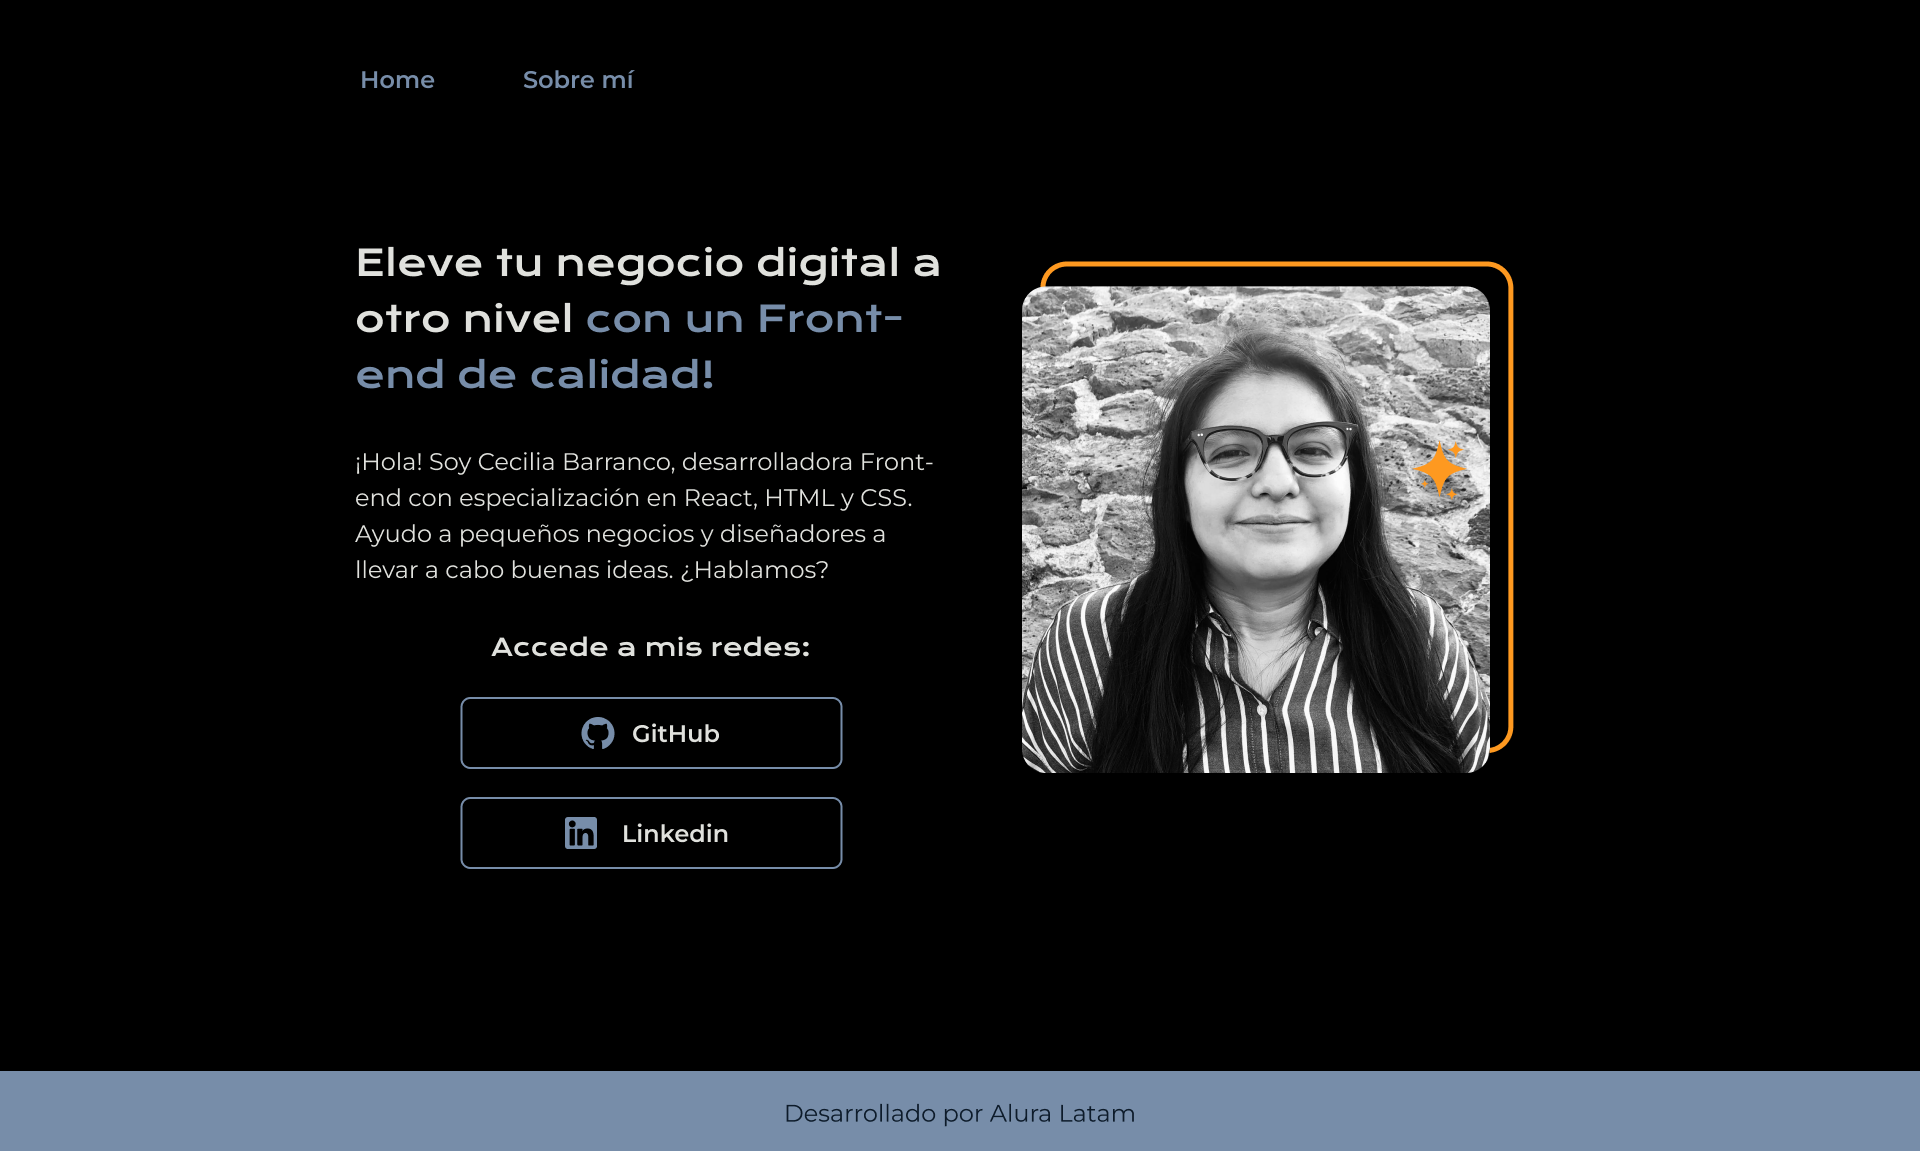 Home
Sobre mí
Eleve tu negocio digital a
otro nivel con un Front-
end de calidad!
¡Hola! Soy Cecilia Barranco, desarrolladora Front-
end con especialización en React, HTML y CSS.
Ayudo a pequeños negocios y diseñadores a
llevar a cabo buenas ideas. ¿Hablamos?
Accede a mis redes:
GitHub
in Linkedin
Desarrollado por Alura Latam